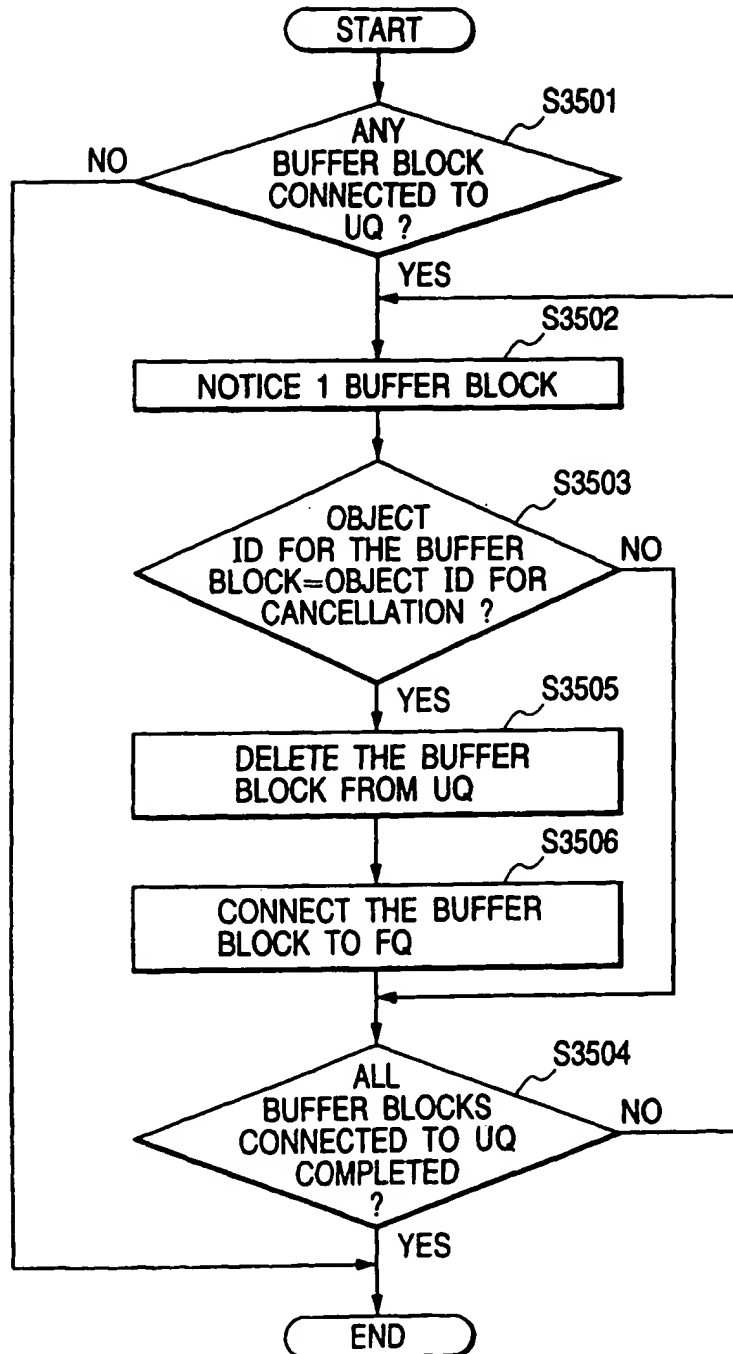 START
S3501
ANY
BUFFER BLOCK
CONNECTED TO
UQ ?
NO
YES
S3502
NOTICE 1 BUFFER BLOCK
S3503
OBJECT
ID FOR THE BUFFER
BLOCK=OBJECT ID FOR
CANCELLATION ?
NO
YES
S3505
DELETE THE BUFFER
BLOCK FROM UQ
S3506
CONNECT THE BUFFER
BLOCK TO FQ
S3504
ALL
BUFFER BLOCKS
CONNECTED TO UQ
COMPLETED
?
NO
YES
END